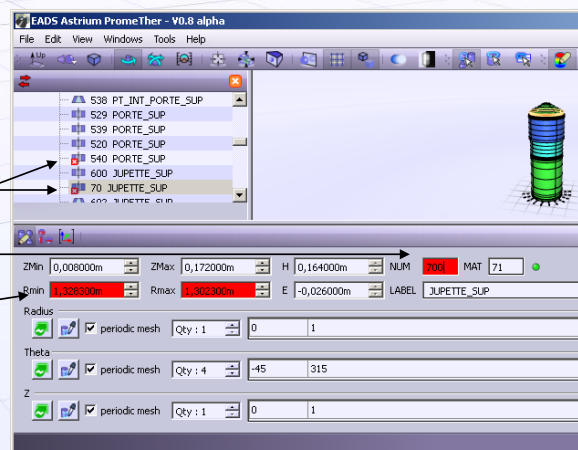 EADS Astrium PromeTher - V0.8 alpha
File Edit View Windows Tools Help
Up
538 PT_INT_PORTE_SUP
529 PORTE_SUP
539 PORTE_SUP
520 PORTE_SUP
540 PORTE_SUP
600 JUPETTE_SUP
70 JUPETTE_SUP
602 JUPETTE_SUP
ZMin 0,008000m ZMax 0,172000m H 0,164000m NUM 700 MAT 71
Rmin 1,328300m Rmax 1,302300m E -0,026000m LABEL JUPETTE_SUP
Radius
periodic mesh Qty : 1 0 1
Theta
periodic mesh Qty : 4 -45 315
Z
periodic mesh Qty : 1 0 1